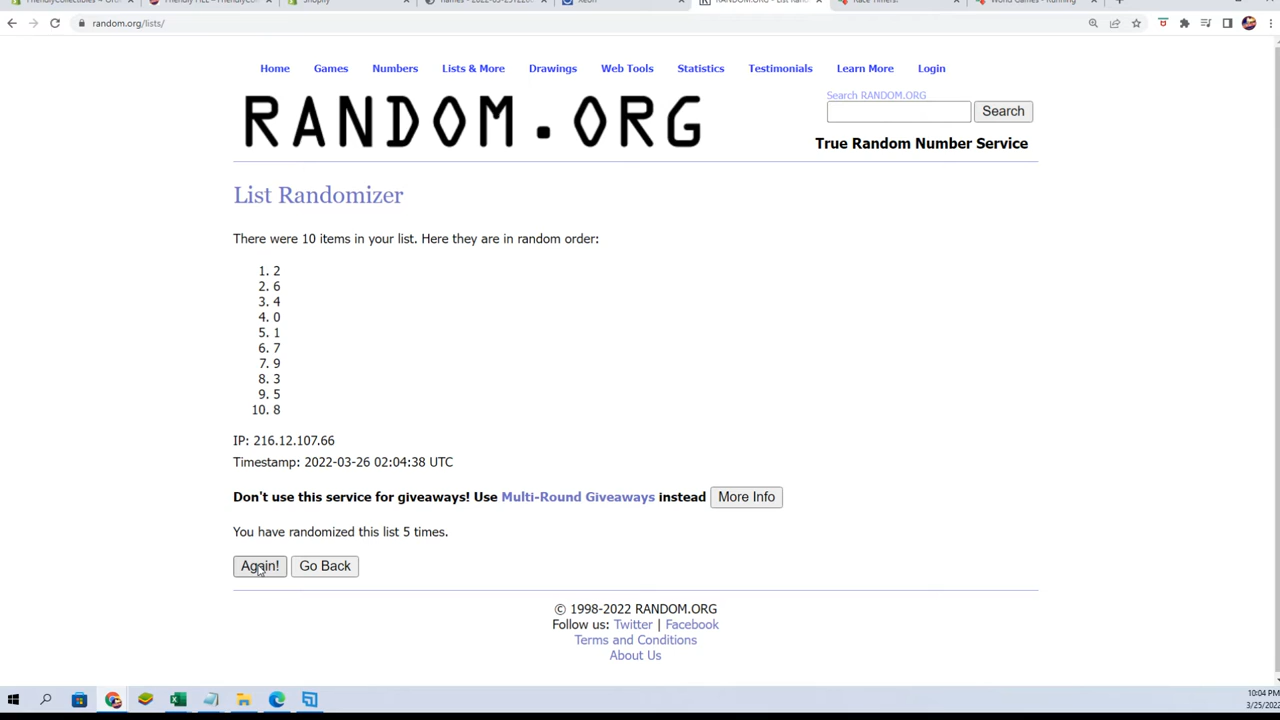 random.org/lists/
Home Games Numbers Lists & More Drawings Web Tools Statistics Testimonials Learn More Login
RANDOM.ORG
Search RANDOM.ORG
Search
True Random Number Service
List Randomizer
There were 10 items in your list. Here they are in random order:
1. 2
2. 6
3. 4
4. 0
5. 1
6. 7
7. 9
8. 3
9. 5
10. 8
IP: 216.12.107.66
Timestamp: 2022-03-26 02:04:38 UTC
Don't use this service for giveaways! Use Multi-Round Giveaways instead More Info
You have randomized this list 5 times.
Again! Go Back
© 1998-2022 RANDOM.ORG
Follow us: Twitter | Facebook
Terms and Conditions
About Us
10:04 PM
3/25/202